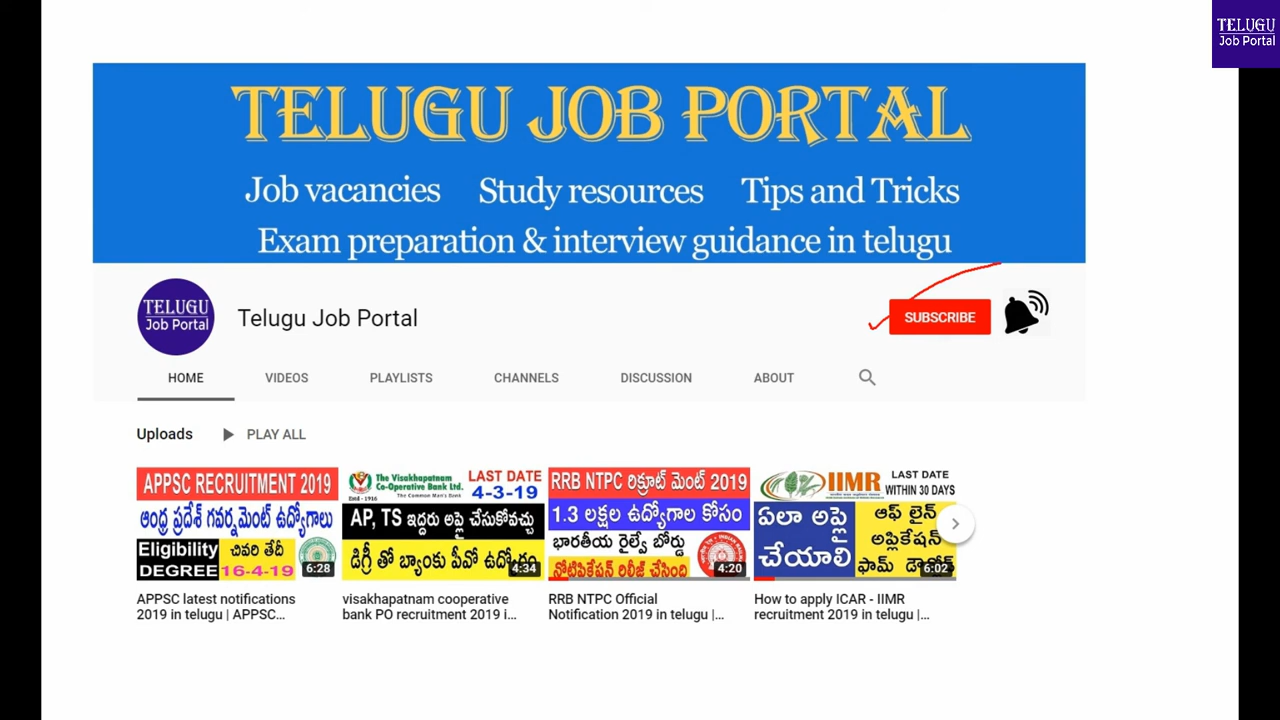 TELUGU
Job Portal
TELUGU JOB PORTAL
Job vacancies Study resources Tips and Tricks
Exam preparation & interview guidance in telugu
TELUGU
Job Portal
Telugu Job Portal
SUBSCRIBE
HOME VIDEOS PLAYLISTS CHANNELS DISCUSSION ABOUT
Uploads PLAY ALL
APPSC RECRUITMENT 2019
ఆంధ్ర ప్రదేశ్ గవర్నమెంట్ ఉద్యోగాలు
Eligibility
DEGREE
చివరి తేదీ
16-4-19
6:28
APPSC latest notifications
2019 in telugu | APPSC...
The Visakhapatnam
Co-Operative Bank Ltd.
Estd - 1916 The Common Man's Bank
LAST DATE
4-3-19
AP, TS ఇద్దరు అప్లై చేసుకోవచ్చు
డిగ్రీ తో బ్యాంకు పీవో
4:34
visakhapatnam cooperative
bank PO recruitment 2019 i...
RRB NTPC రిక్రూట్ మెంట్ 2019
1.3 లక్షల ఉద్యోగాల కోసం
భారతీయ రైల్వే బోర్డు
నోటిఫికేషన్ రిలీజ్ చేసింది
4:20
RRB NTPC Official
Notification 2019 in telugu |...
IIMR
LAST DATE
WITHIN 30 DAYS
ఏలా అప్లై
చేయాలి
ఆఫ్ లైన్
అప్లికేషన్
ఫామ్
6:02
How to apply ICAR - IIMR
recruitment 2019 in telugu |...